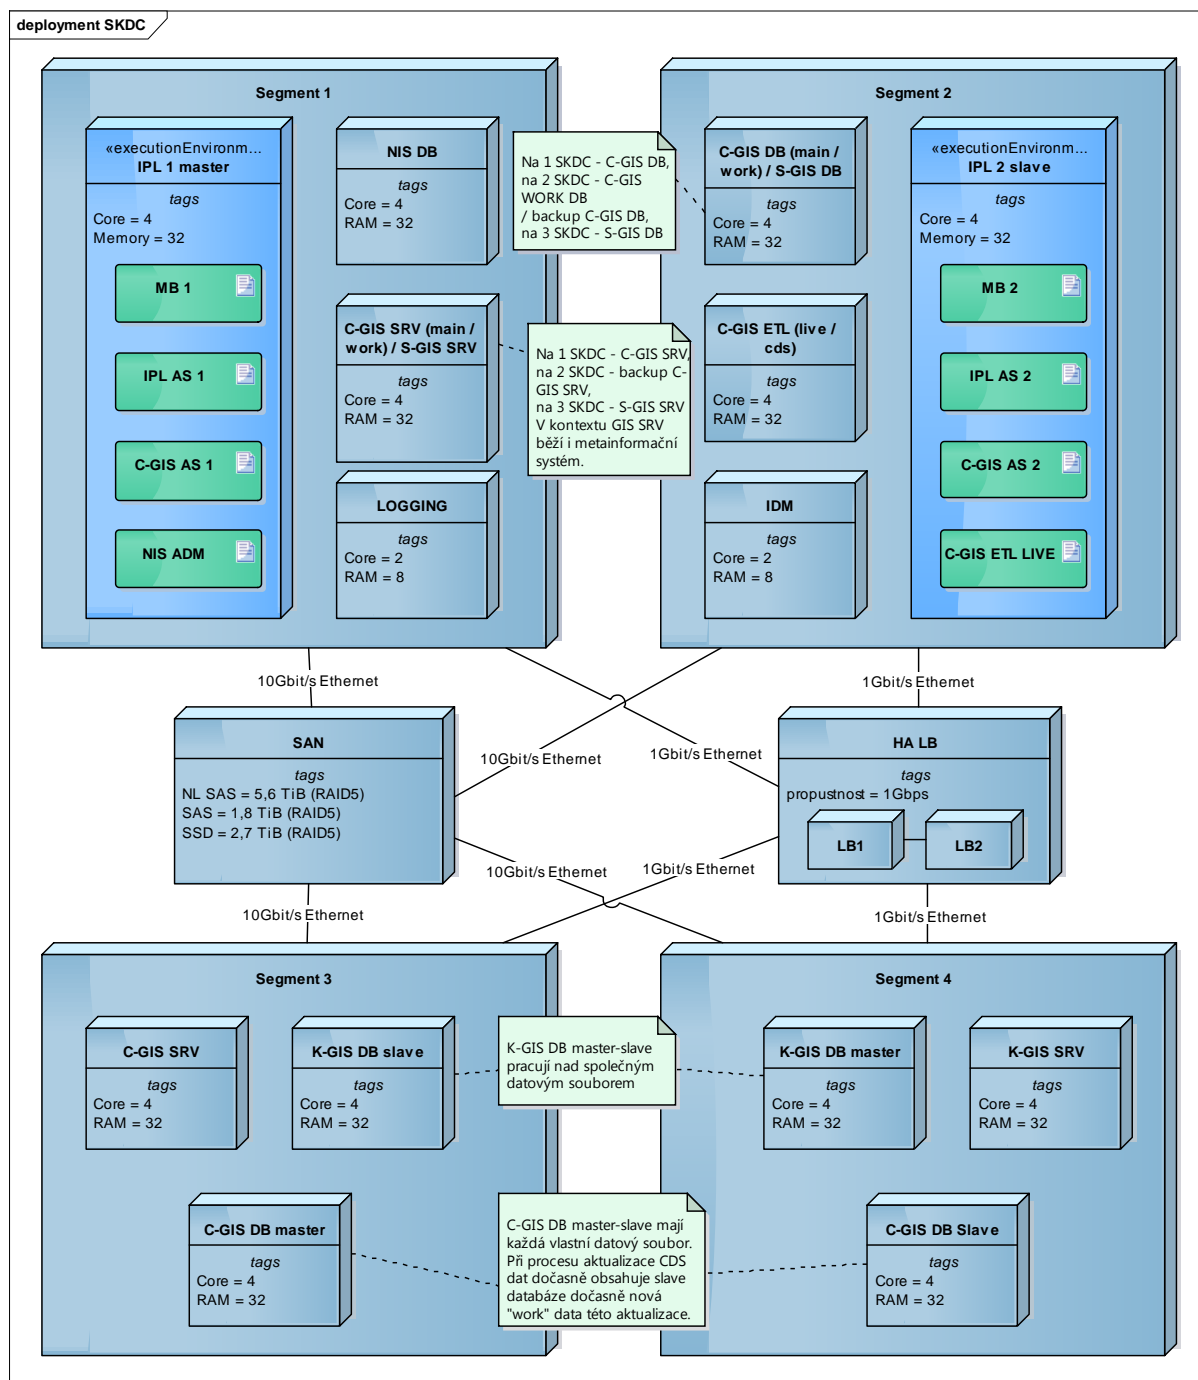 deployment SKDC
Segment 1
«executionEnvironm...
IPL 1 master
tags
Core = 4
Memory = 32
MB 1
IPL AS 1
C-GIS AS 1
NIS ADM
NIS DB
tags
Core = 4
RAM = 32
C-GIS SRV (main /
work) / S-GIS SRV
tags
Core = 4
RAM = 32
LOGGING
tags
Core = 2
RAM = 8
Na 1 SKDC - C-GIS DB,
na 2 SKDC - C-GIS
WORK DB
/ backup C-GIS DB,
na 3 SKDC - S-GIS DB
Na 1 SKDC - C-GIS SRV,
na 2 SKDC - backup C-
GIS SRV,
na 3 SKDC - S-GIS SRV
V kontextu GIS SRV
běží i metainformační
systém.
Segment 2
C-GIS DB (main /
work) / S-GIS DB
tags
Core = 4
RAM = 32
C-GIS ETL (live /
cds)
tags
Core = 4
RAM = 32
IDM
tags
Core = 2
RAM = 8
«executionEnvironm...
IPL 2 slave
tags
Core = 4
Memory = 32
MB 2
IPL AS 2
C-GIS AS 2
C-GIS ETL LIVE
10Gbit/s Ethernet
1Gbit/s Ethernet
10Gbit/s Ethernet
1Gbit/s Ethernet
SAN
tags
NL SAS = 5,6 TiB (RAID5)
SAS = 1,8 TiB (RAID5)
SSD = 2,7 TiB (RAID5)
HA LB
tags
propustnost = 1Gbps
LB1
LB2
10Gbit/s Ethernet
1Gbit/s Ethernet
10Gbit/s Ethernet
1Gbit/s Ethernet
Segment 3
C-GIS SRV
tags
Core = 4
RAM = 32
K-GIS DB slave
tags
Core = 4
RAM = 32
C-GIS DB master
tags
Core = 4
RAM = 32
K-GIS DB master-slave
pracují nad společným
datovým souborem
C-GIS DB master-slave mají
každá vlastní datový soubor.
Při procesu aktualizace CDS
dat dočasně obsahuje slave
databáze dočasně nová
"work" data této aktualizace.
Segment 4
K-GIS DB master
tags
Core = 4
RAM = 32
K-GIS SRV
tags
Core = 4
RAM = 32
C-GIS DB Slave
tags
Core = 4
RAM = 32